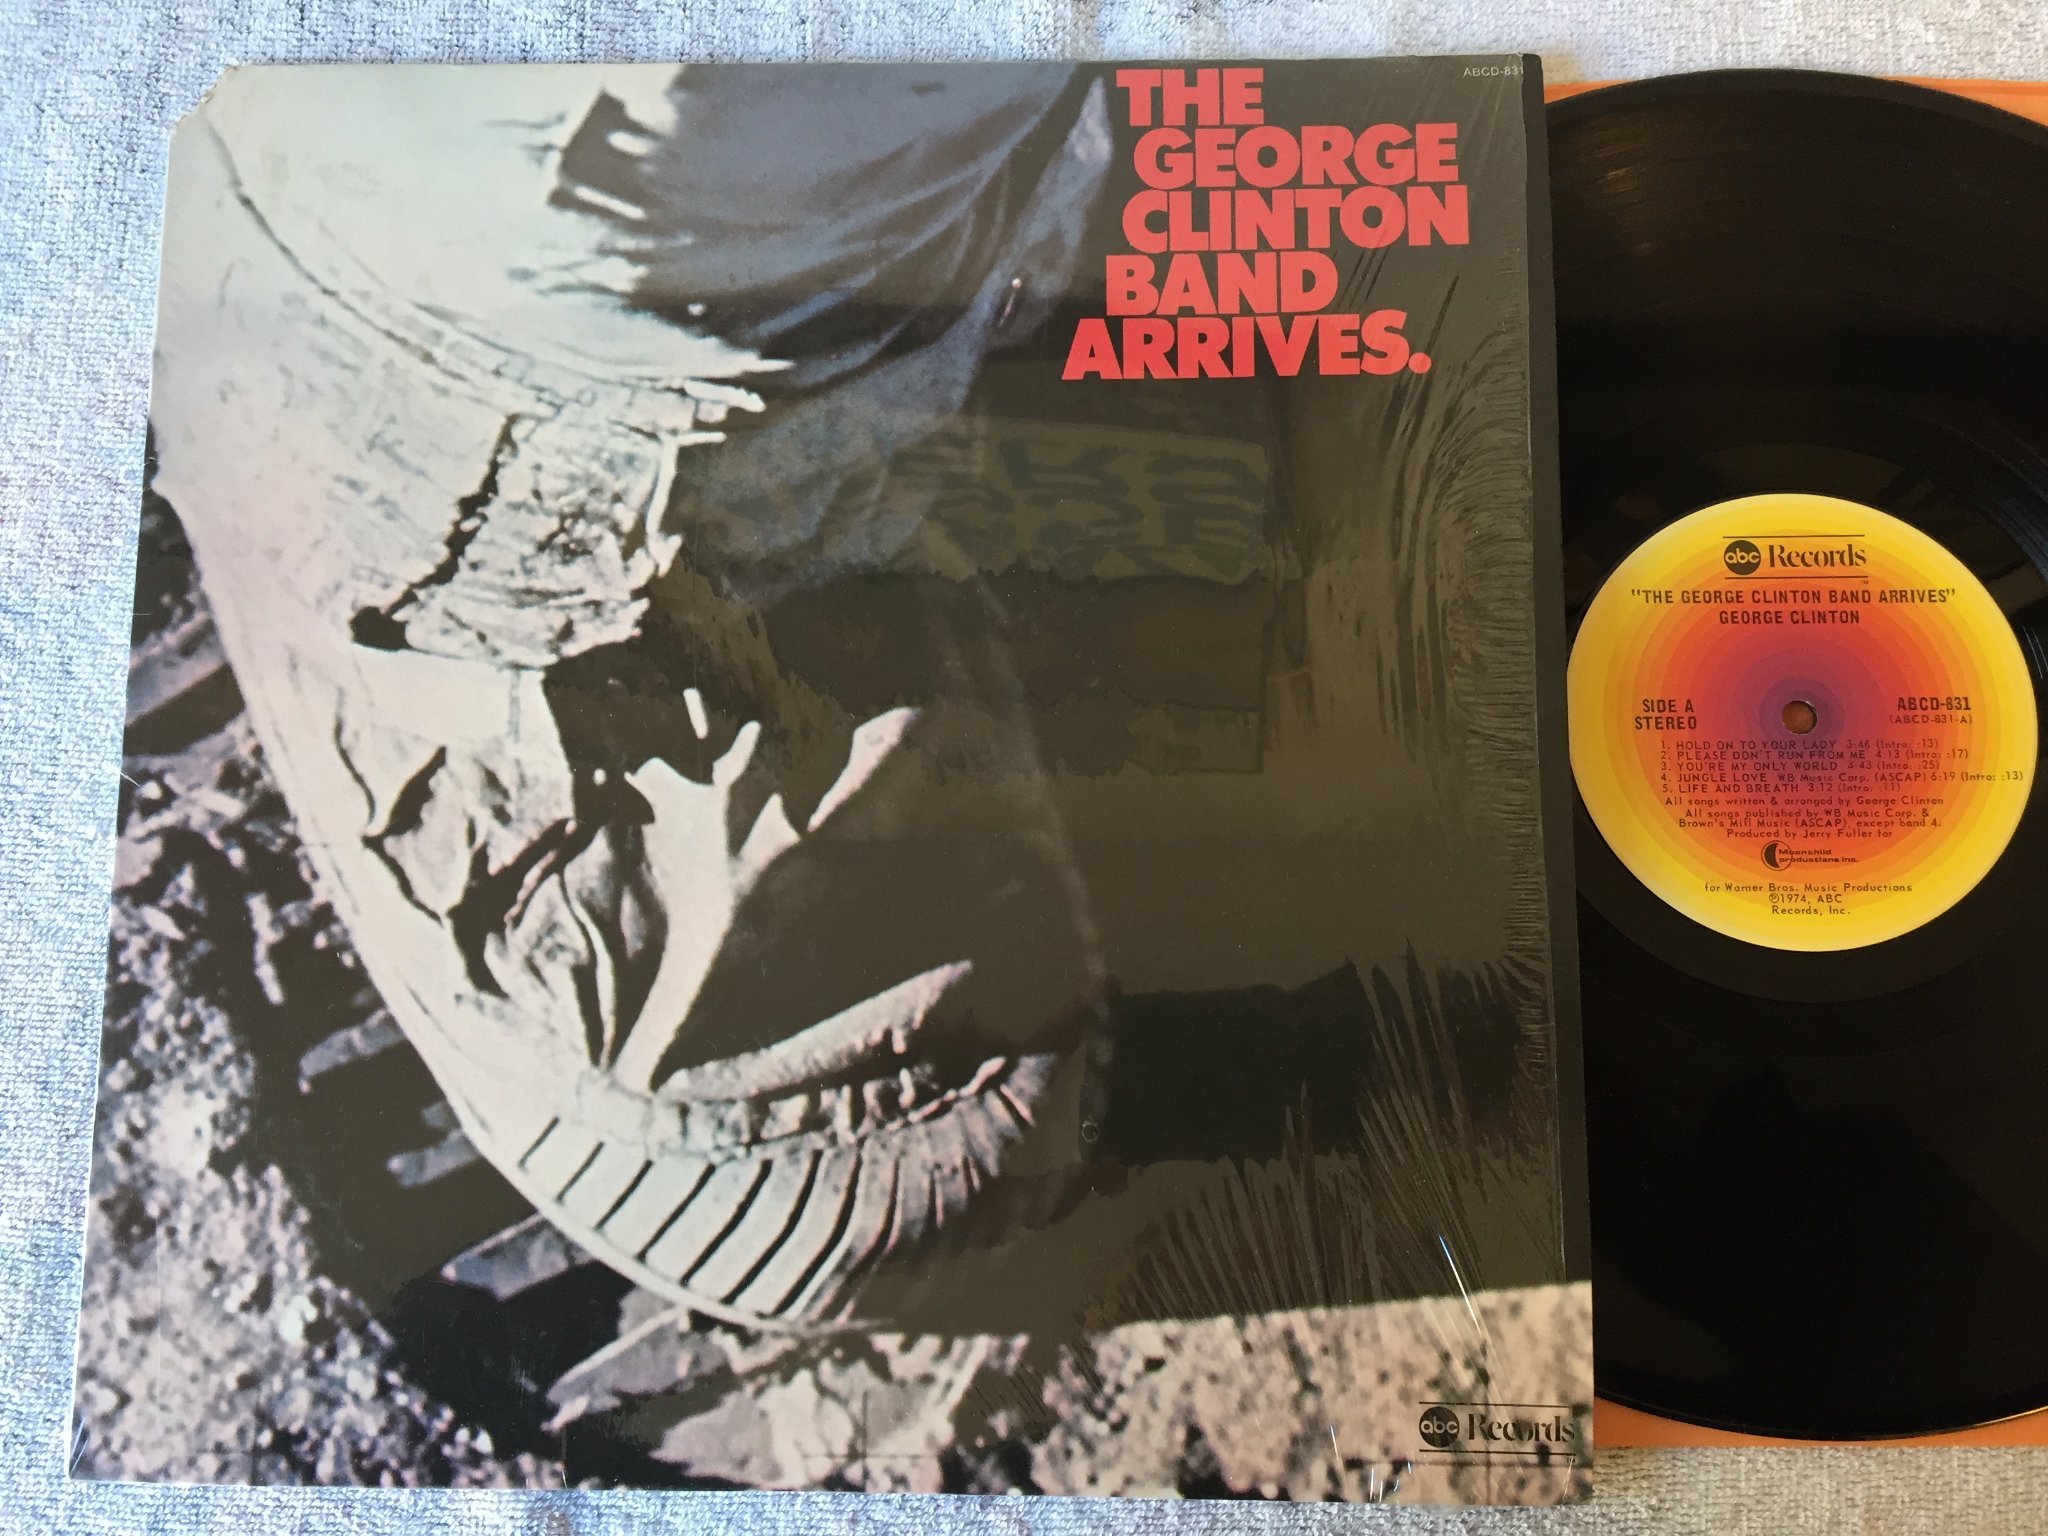 ABCD-831
THE
GEORGE
CLINTON
BAND
ARRIVES.
abc Records
TM
abc Records
TM
"THE GEORGE CLINTON BAND ARRIVES"
GEORGE CLINTON
SIDE A
STEREO
ABCD-831
(ABCD-831-A)
1. HOLD ON TO YOUR LADY 3:46 (Intro: :13)
2. PLEASE DON'T RUN FROM ME 4:13 (Intro: :17)
3. YOU'RE MY ONLY WORLD 3:43 (Intro: :25)
4. JUNGLE LOVE WB Music Corp. (ASCAP) 6:19 (Intro: :13)
5. LIFE AND BREATH 3:12 (Intro: :11)
All songs written & arranged by George Clinton
All songs published by WB Music Corp. &
Brown's Mill Music (ASCAP), except band 4.
Produced by Jerry Fuller for
Moonchild
productions inc.
for Warner Bros. Music Productions
℗1974, ABC
Records, Inc.